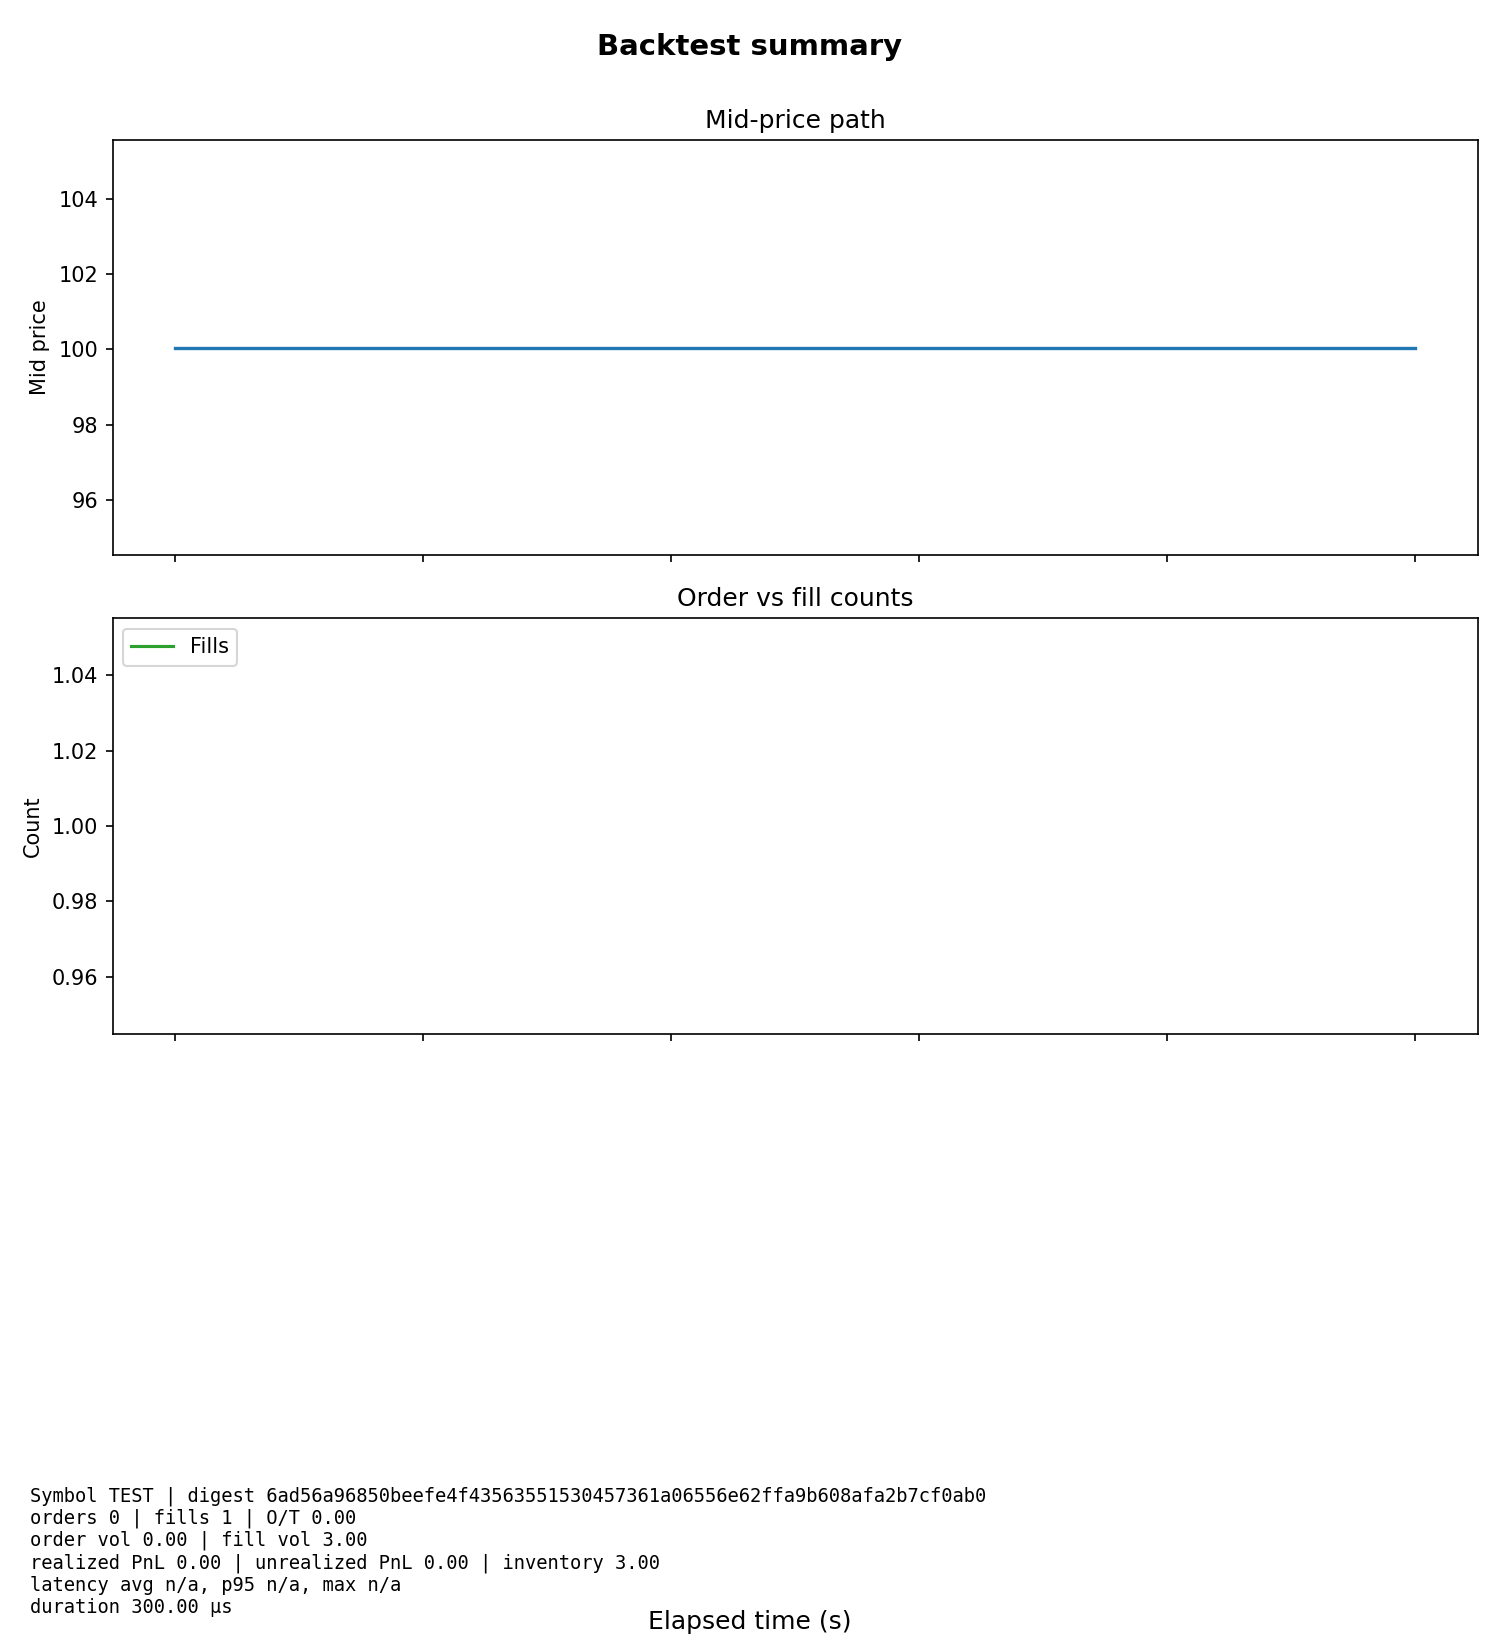 Backtest summary
Mid-price path
104
102
100
98
96
Mid price
Order vs fill counts
Fills
1.04
1.02
1.00
0.98
0.96
Count
Symbol TEST | digest 6ad56a96850beefe4f43563551530457361a06556e62ffa9b608afa2b7cf0ab0
orders 0 | fills 1 | O/T 0.00
order vol 0.00 | fill vol 3.00
realized PnL 0.00 | unrealized PnL 0.00 | inventory 3.00
latency avg n/a, p95 n/a, max n/a
duration 300.00 µs
Elapsed time (s)